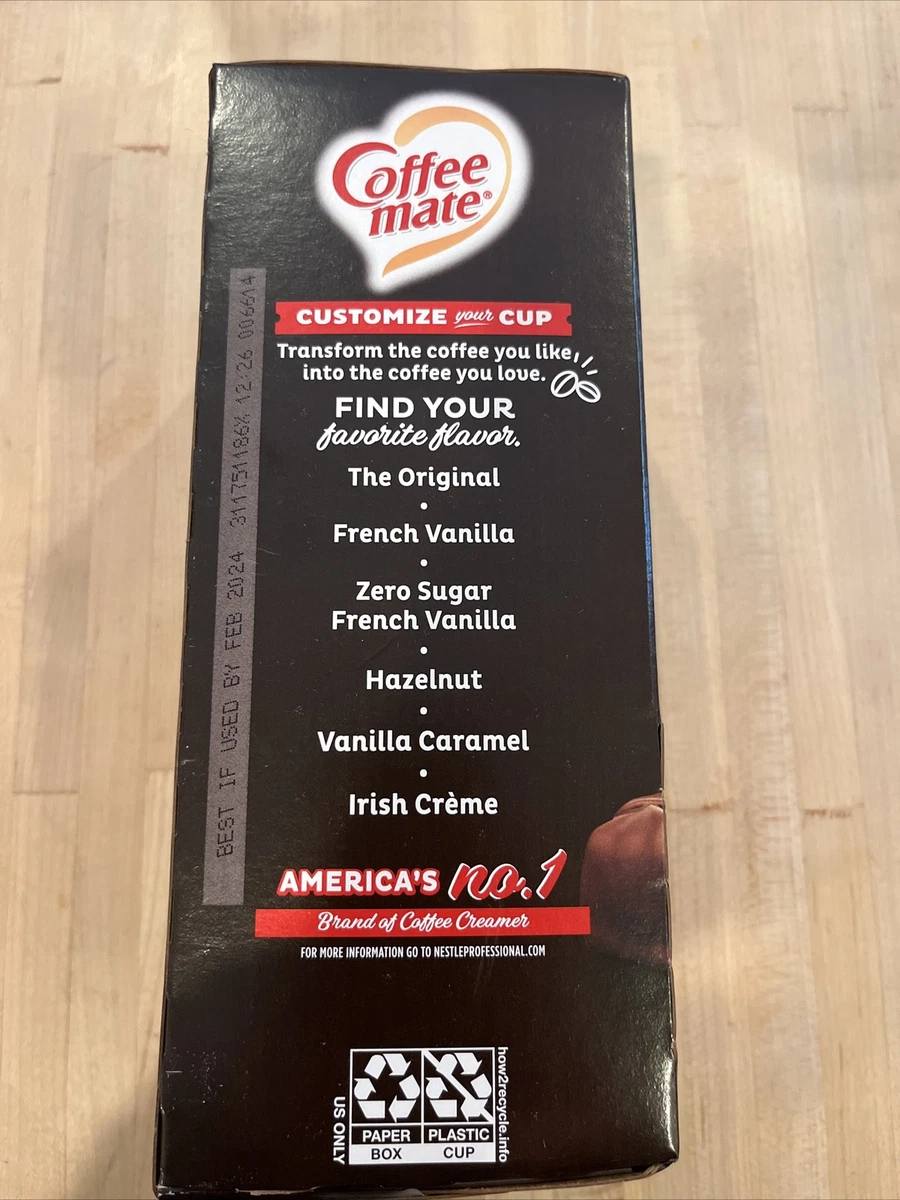 Coffee
mate®
CUSTOMIZE your CUP
Transform the coffee you like,
into the coffee you love.
FIND YOUR
favorite flavor.
The Original
•
French Vanilla
•
Zero Sugar
French Vanilla
•
Hazelnut
•
Vanilla Caramel
•
Irish Crème
AMERICA'S no.1
Brand of Coffee Creamer
FOR MORE INFORMATION GO TO NESTLEPROFESSIONAL.COM
BEST IF USED BY FEB 2024 12:26 006614
US ONLY
PAPER
BOX
PLASTIC
CUP
how2recycle.info